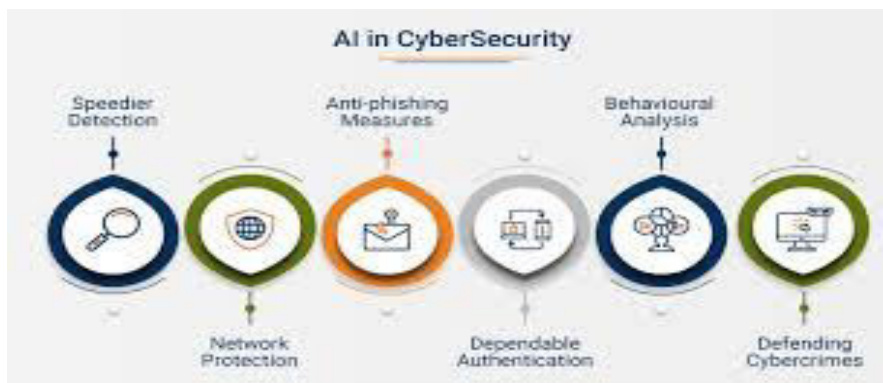 AI in CyberSecurity
Speedier
Detection
Anti-phishing
Measures
Behavioural
Analysis
Network
Protection
Dependable
Authentication
Defending
Cybercrimes